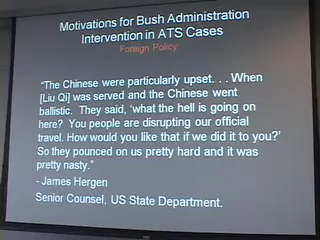 Motivations for Bush Administration
Intervention in ATS Cases
Foreign Policy
"The Chinese were particularly upset. . . When
[Liu Qi] was served and the Chinese went
ballistic.  They said, 'what the hell is going on
here?  You people are disrupting our official
travel. How would you like that if we did it to you?'
So they pounced on us pretty hard and it was
pretty nasty."
- James Hergen
Senior Counsel, US State Department.